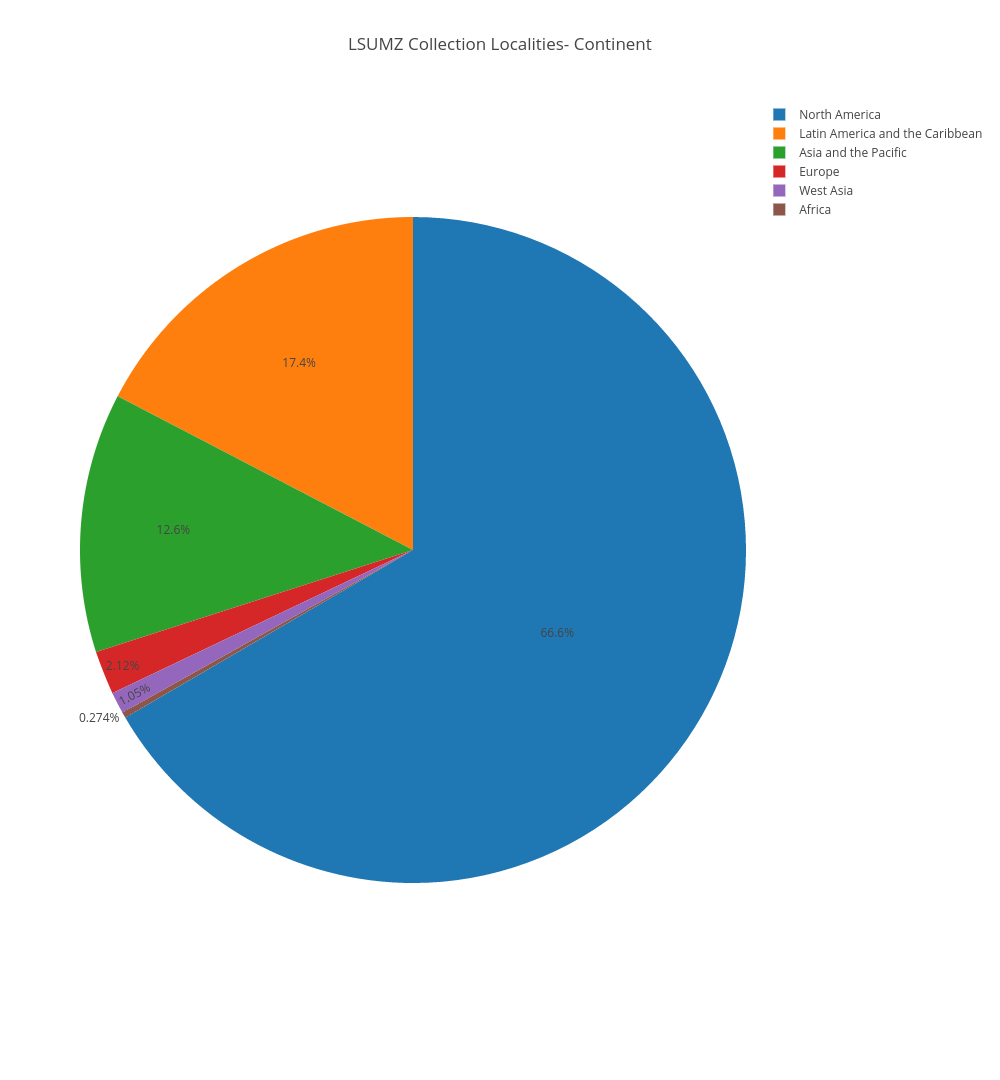 LSUMZ Collection Localities- Continent
North America
Latin America and the Caribbean
Asia and the Pacific
Europe
West Asia
Africa
17.4%
12.6%
66.6%
2.12%
1.05%
0.274%